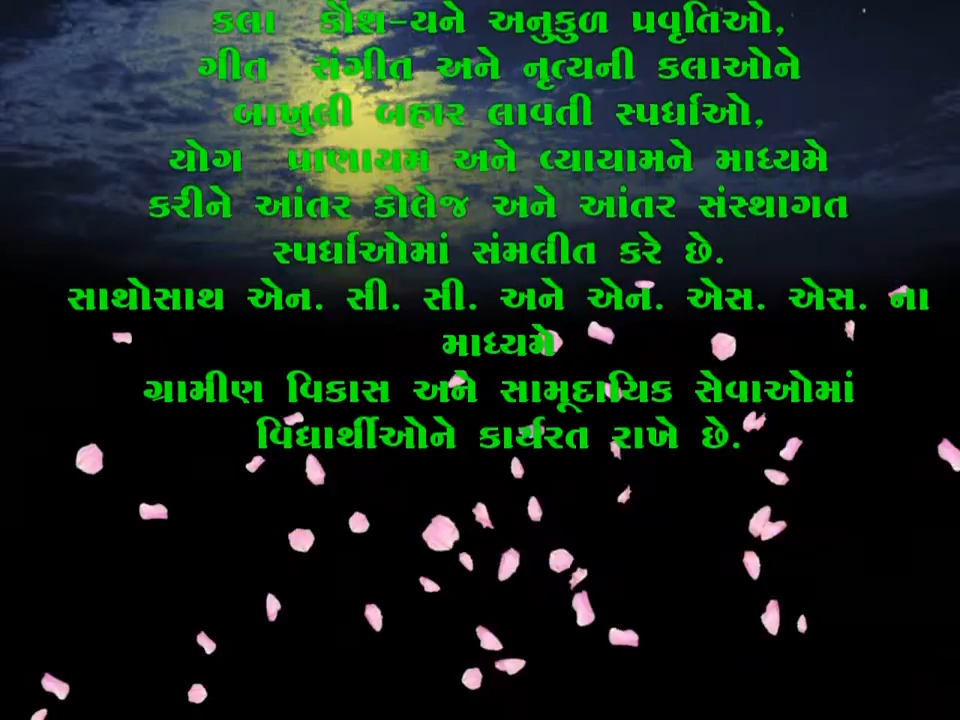 કલા કૌશ-યને અનુકુળ પ્રવૃતિઓ,
ગીત સંગીત અને નૃત્યની કલાઓને
બાખુલી બહાર લાવતી સ્પર્ધાઓ,
યોગ પ્રાણાયમ અને વ્યાયામને માધ્યમે
કરીને આંતર કોલેજ અને આંતર સંસ્થાગત
સ્પર્ધાઓમાં સંમલીત કરે છે.
સાથોસાથ એન. સી. સી. અને એન. એસ. એસ. ના
માધ્યમે
ગ્રામીણ વિકાસ અને સામૂદાયિક સેવાઓમાં
વિદ્યાર્થીઓને કાર્યરત રાખે છે.